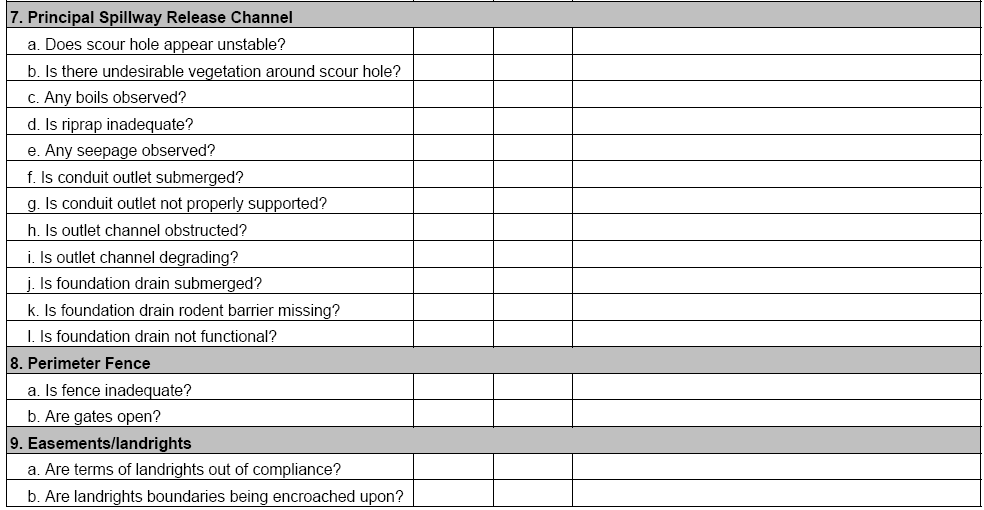 7. Principal Spillway Release Channel
a. Does scour hole appear unstable?
b. Is there undesirable vegetation around scour hole?
c. Any boils observed?
d. Is riprap inadequate?
e. Any seepage observed?
f. Is conduit outlet submerged?
g. Is conduit outlet not properly supported?
h. Is outlet channel obstructed?
i. Is outlet channel degrading?
j. Is foundation drain submerged?
k. Is foundation drain rodent barrier missing?
l. Is foundation drain not functional?
8. Perimeter Fence
a. Is fence inadequate?
b. Are gates open?
9. Easements/landrights
a. Are terms of landrights out of compliance?
b. Are landrights boundaries being encroached upon?